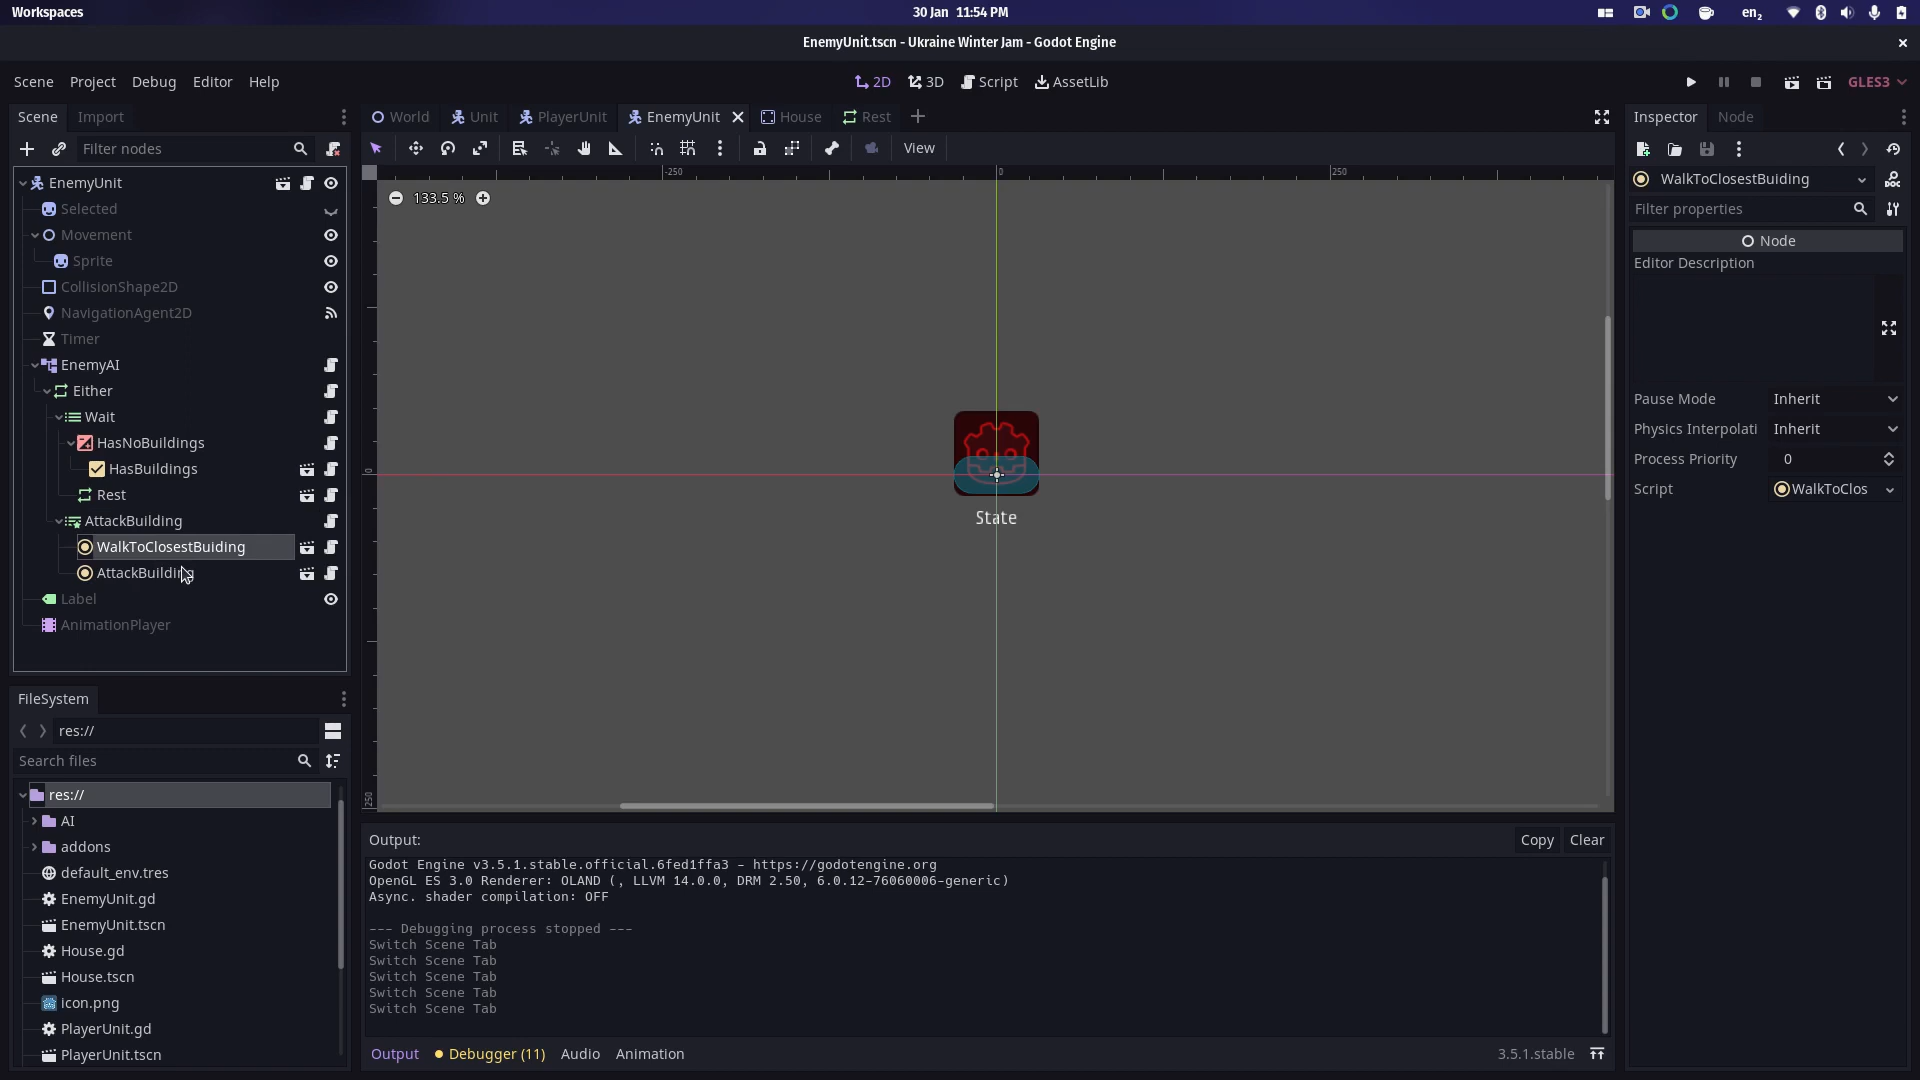 Workspaces
30 Jan 11:54 PM
en₂
EnemyUnit.tscn - Ukraine Winter Jam - Godot Engine
Scene Project Debug Editor Help
2D 3D Script AssetLib
GLES3
Scene Import
World Unit PlayerUnit EnemyUnit House Rest
Inspector Node
Filter nodes
View
EnemyUnit
Selected
Movement
Sprite
CollisionShape2D
NavigationAgent2D
Timer
EnemyAI
Either
Wait
HasNoBuildings
HasBuildings
Rest
AttackBuilding
WalkToClosestBuiding
AttackBuilding
Label
AnimationPlayer
-250 0 250
133.5 %
0
250
State
WalkToClosestBuiding
Filter properties
Node
Editor Description
Pause Mode Inherit
Physics Interpolati Inherit
Process Priority 0
Script WalkToClos
FileSystem
res://
Search files
res://
AI
addons
default_env.tres
EnemyUnit.gd
EnemyUnit.tscn
House.gd
House.tscn
icon.png
PlayerUnit.gd
PlayerUnit.tscn
Output:
Copy Clear
Godot Engine v3.5.1.stable.official.6fed1ffa3 - https://godotengine.org
OpenGL ES 3.0 Renderer: OLAND (, LLVM 14.0.0, DRM 2.50, 6.0.12-76060006-generic)
Async. shader compilation: OFF
--- Debugging process stopped ---
Switch Scene Tab
Switch Scene Tab
Switch Scene Tab
Switch Scene Tab
Switch Scene Tab
Output Debugger (11) Audio Animation
3.5.1.stable